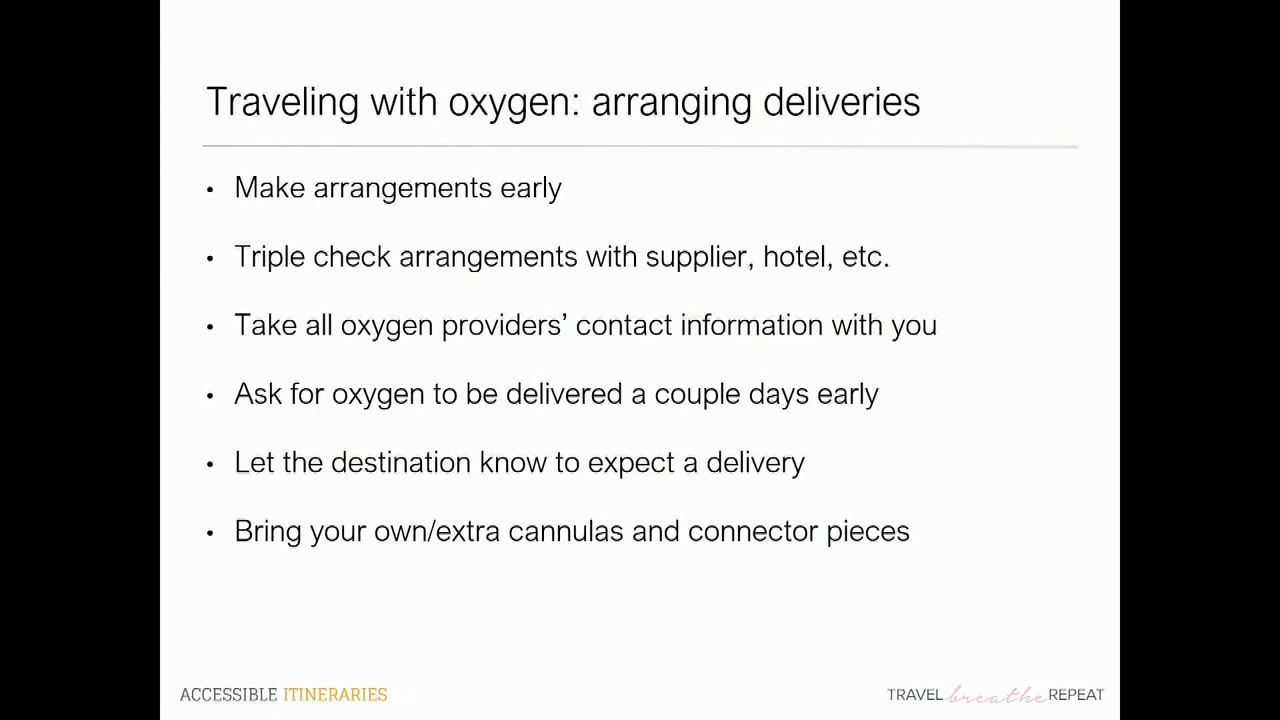 Traveling with oxygen: arranging deliveries
• Make arrangements early
• Triple check arrangements with supplier, hotel, etc.
• Take all oxygen providers’ contact information with you
• Ask for oxygen to be delivered a couple days early
• Let the destination know to expect a delivery
• Bring your own/extra cannulas and connector pieces
ACCESSIBLE ITINERARIES
TRAVEL breathe REPEAT